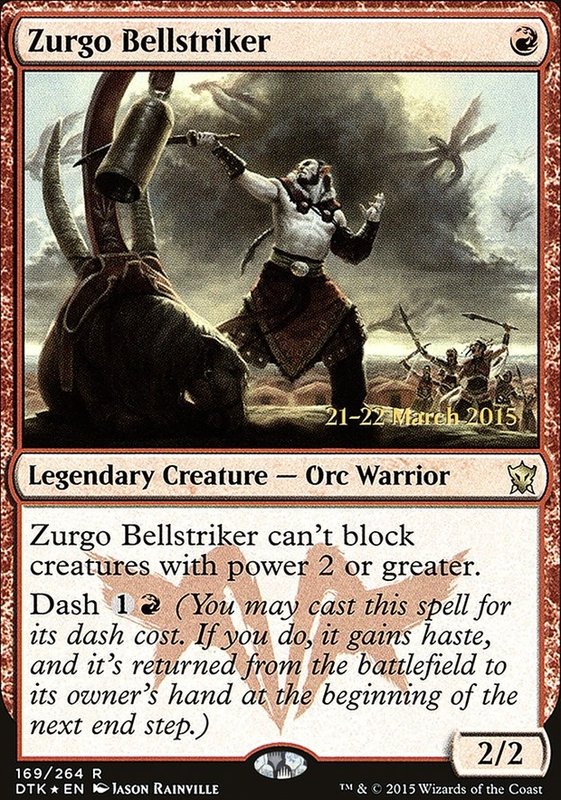 Zurgo Bellstriker
21–22 March 2015
Legendary Creature — Orc Warrior
Zurgo Bellstriker can't block
creatures with power 2 or greater.
Dash 1 (You may cast this spell for
its dash cost. If you do, it gains haste,
and it's returned from the battlefield to
its owner's hand at the beginning of the
next end step.)
2/2
169/264 R
DTK ★ EN Jason Rainville
™ & © 2015 Wizards of the Coast